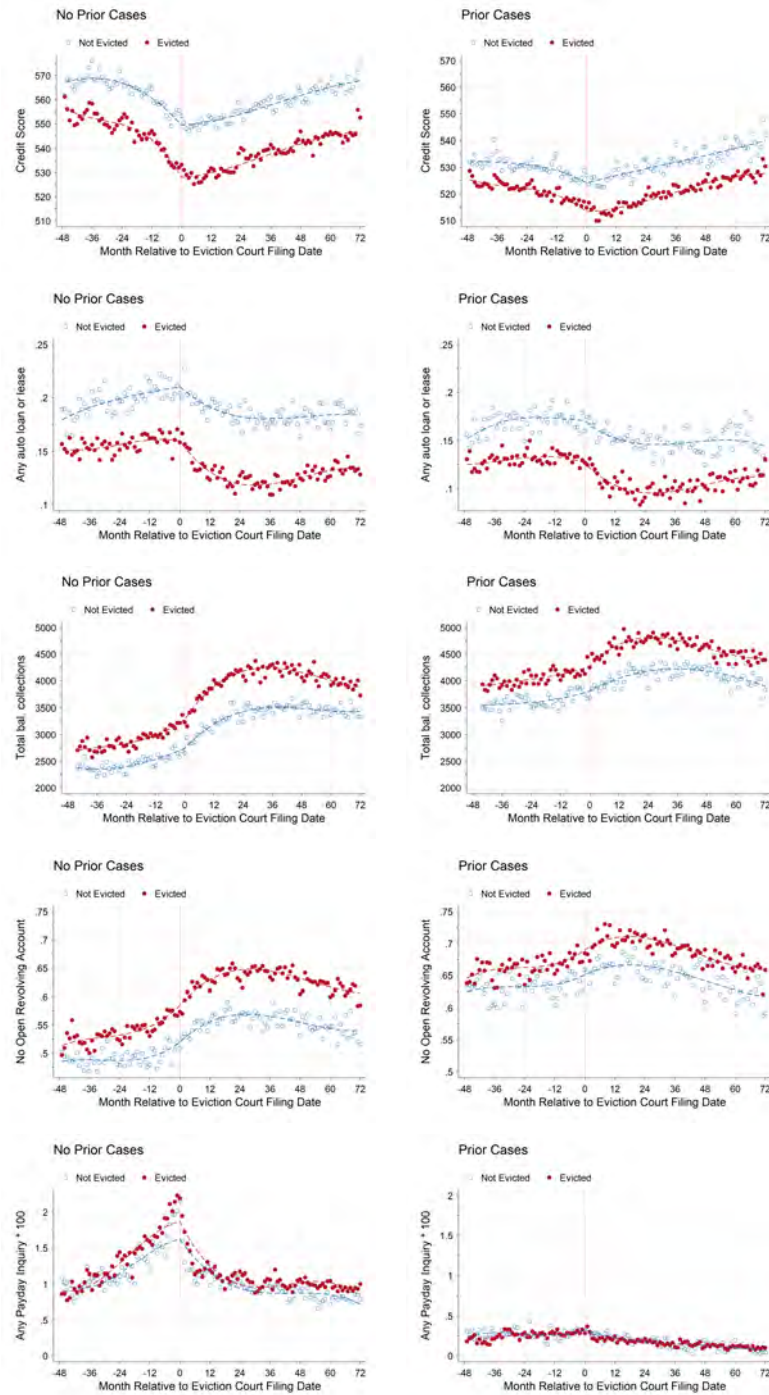 No Prior Cases
Not Evicted Evicted
570
560
550
540
530
520
510
Credit Score
-48 -36 -24 -12 0 12 24 36 48 60 72
Month Relative to Eviction Court Filing Date
Prior Cases
Not Evicted Evicted
570
560
550
540
530
520
510
Credit Score
-48 -36 -24 -12 0 12 24 36 48 60 72
Month Relative to Eviction Court Filing Date
No Prior Cases
Not Evicted Evicted
.25
.2
.15
.1
Any auto loan or lease
-48 -36 -24 -12 0 12 24 36 48 60 72
Month Relative to Eviction Court Filing Date
Prior Cases
Not Evicted Evicted
.25
.2
.15
.1
Any auto loan or lease
-48 -36 -24 -12 0 12 24 36 48 60 72
Month Relative to Eviction Court Filing Date
No Prior Cases
Not Evicted Evicted
5000
4500
4000
3500
3000
2500
2000
Total bal. collections
-48 -36 -24 -12 0 12 24 36 48 60 72
Month Relative to Eviction Court Filing Date
Prior Cases
Not Evicted Evicted
5000
4500
4000
3500
3000
2500
2000
Total bal. collections
-48 -36 -24 -12 0 12 24 36 48 60 72
Month Relative to Eviction Court Filing Date
No Prior Cases
Not Evicted Evicted
.75
.7
.65
.6
.55
.5
No Open Revolving Account
-48 -36 -24 -12 0 12 24 36 48 60 72
Month Relative to Eviction Court Filing Date
Prior Cases
Not Evicted Evicted
.75
.7
.65
.6
.55
.5
No Open Revolving Account
-48 -36 -24 -12 0 12 24 36 48 60 72
Month Relative to Eviction Court Filing Date
No Prior Cases
Not Evicted Evicted
2
1.5
1
.5
0
Any Payday Inquiry * 100
-48 -36 -24 -12 0 12 24 36 48 60 72
Month Relative to Eviction Court Filing Date
Prior Cases
Not Evicted Evicted
2
1.5
1
.5
0
Any Payday Inquiry * 100
-48 -36 -24 -12 0 12 24 36 48 60 72
Month Relative to Eviction Court Filing Date